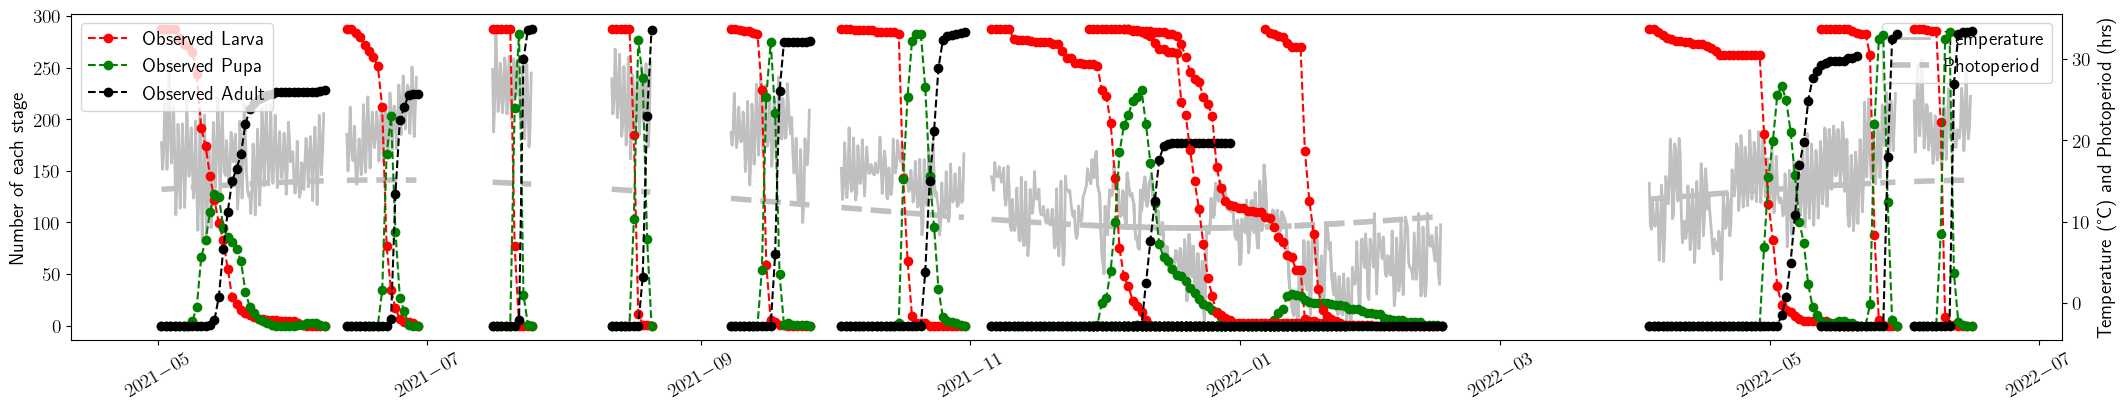 300
250
200
150
100
50
0
Number of each stage
Observed Larva
Observed Pupa
Observed Adult
Temperature
Photoperiod
30
20
10
0
Temperature (°C) and Photoperiod (hrs)
2021−05
2021−07
2021−09
2021−11
2022−01
2022−03
2022−05
2022−07